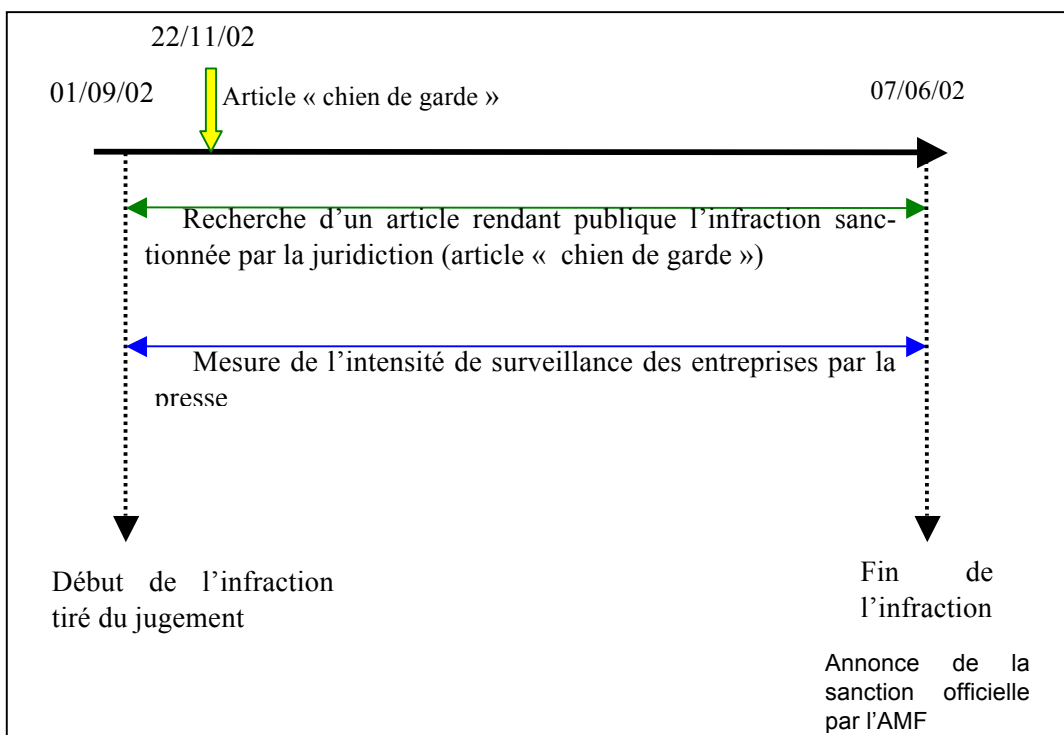 22/11/02
01/09/02
Article « chien de garde »
07/06/02
Recherche d'un article rendant publique l'infraction sanc-
tionnée par la juridiction (article « chien de garde »)
Mesure de l'intensité de surveillance des entreprises par la
presse
Début de l'infraction
tiré du jugement
Fin de
l'infraction
Annonce de la
sanction officielle
par l'AMF